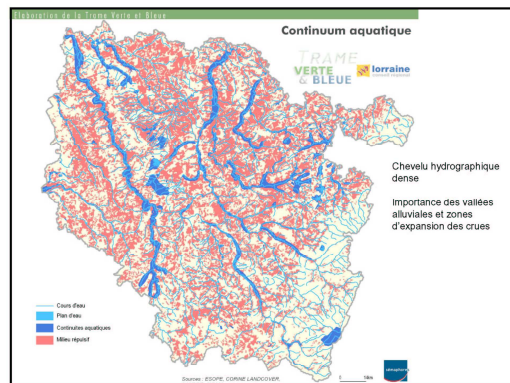 Elaboration de la Trame Verte et Bleue
Continuum aquatique
TRAME
VERTE
& BLEUE
lorraine
Chevelu hydrographique
dense
Importance des vallées
alluviales et zones
d'expansion des crues
Cours d'eau
Plan d'eau
Continuités aquatiques
Milieu répulsif
Sources : ESOPE, CORINE LANDCOVER,